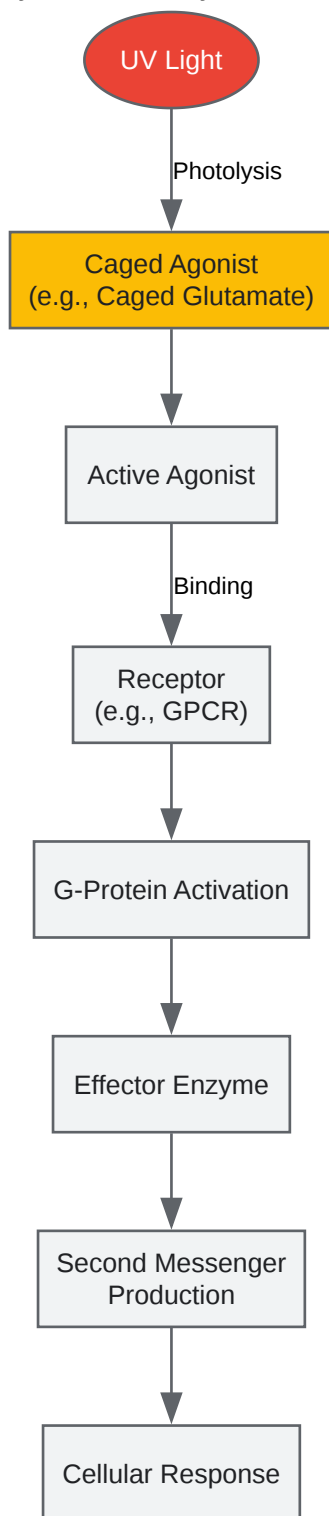 UV Light
Photolysis
Caged Agonist
(e.g., Caged Glutamate)
Active Agonist
Binding
Receptor
(e.g., GPCR)
G-Protein Activation
Effector Enzyme
Second Messenger
Production
Cellular Response